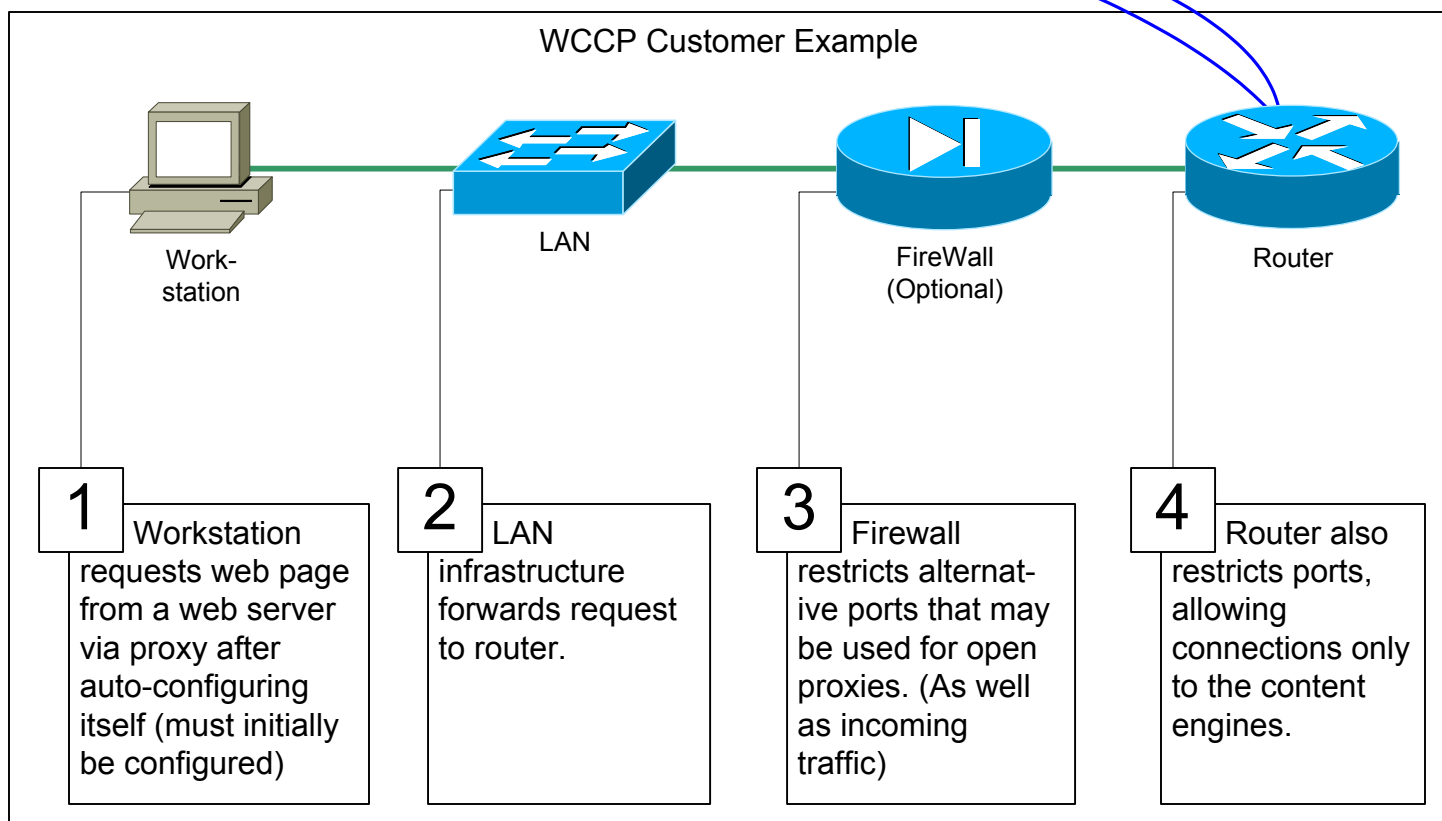 WCCP Customer Example
Work-
station
LAN
FireWall
(Optional)
Router
1
Workstation
requests web page
from a web server
via proxy after
auto-configuring
itself (must initially
be configured)
2
LAN
infrastructure
forwards request
to router.
3
Firewall
restricts alternat-
ive ports that may
be used for open
proxies. (As well
as incoming
traffic)
4
Router also
restricts ports,
allowing
connections only
to the content
engines.